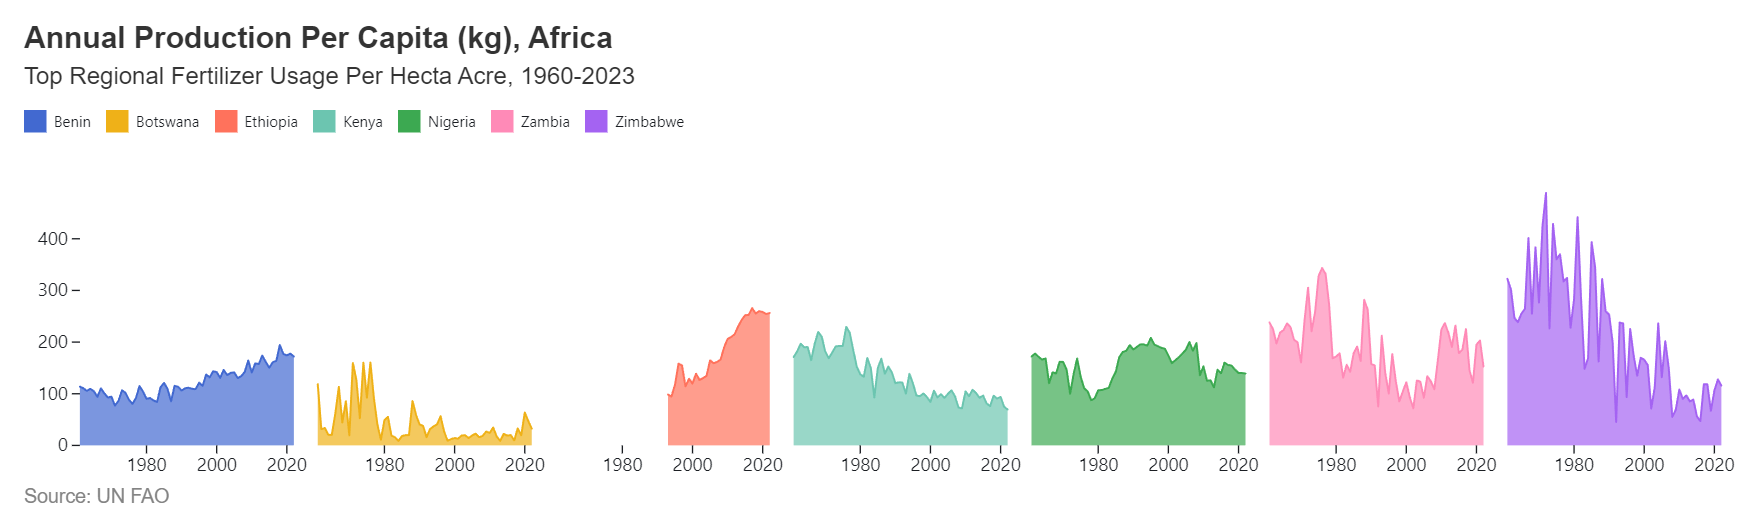 Annual Production Per Capita (kg), Africa
Top Regional Fertilizer Usage Per Hecta Acre, 1960-2023
Benin Botswana Ethiopia Kenya Nigeria Zambia Zimbabwe
400
300
200
100
0
1980 2000 2020 1980 2000 2020 1980 2000 2020 1980 2000 2020 1980 2000 2020 1980 2000 2020 1980 2000 2020
Source: UN FAO